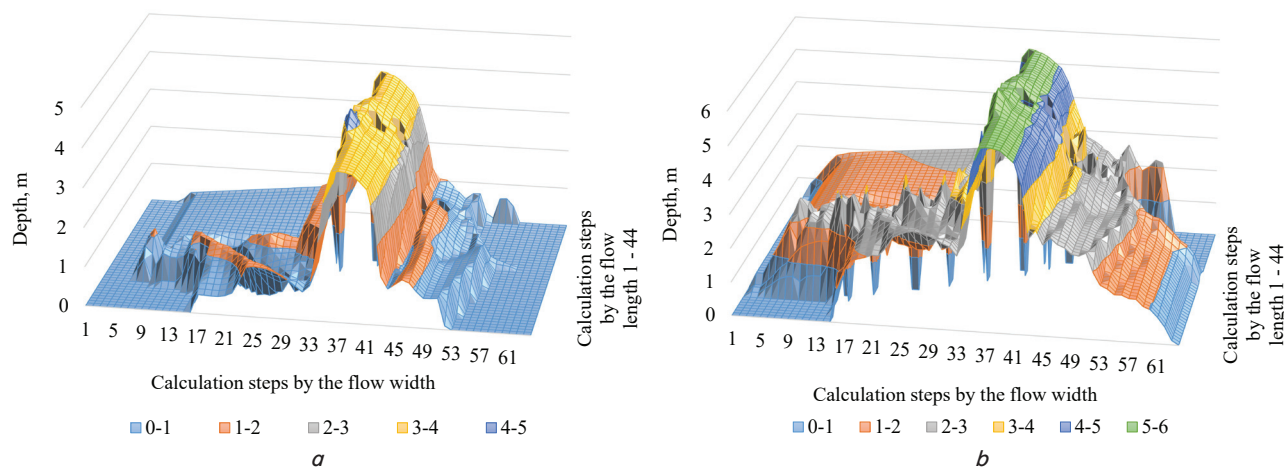 5
4
3
2
1
0
Depth, m
1 5 9 13 17 21 25 29 33 37 41 45 49 53 57 61
Calculation steps by the flow width
Calculation steps
by the flow
length 1 - 44
0-1 1-2 2-3 3-4 4-5
a
6
5
4
3
2
1
0
Depth, m
1 5 9 13 17 21 25 29 33 37 41 45 49 53 57 61
Calculation steps by the flow width
Calculation steps
by the flow
length 1 - 44
0-1 1-2 2-3 3-4 4-5 5-6
b